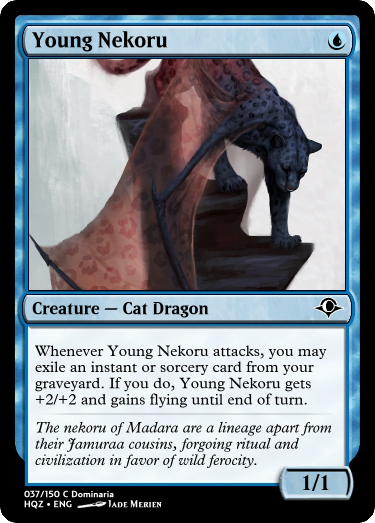 Young Nekoru
Creature — Cat Dragon
Whenever Young Nekoru attacks, you may
exile an instant or sorcery card from your
graveyard. If you do, Young Nekoru gets
+2/+2 and gains flying until end of turn.
The nekoru of Madara are a lineage apart from
their Jamuraa cousins, forgoing ritual and
civilization in favor of wild ferocity.
1/1
037/150 C Dominaria
HQZ • ENG Jade Merien